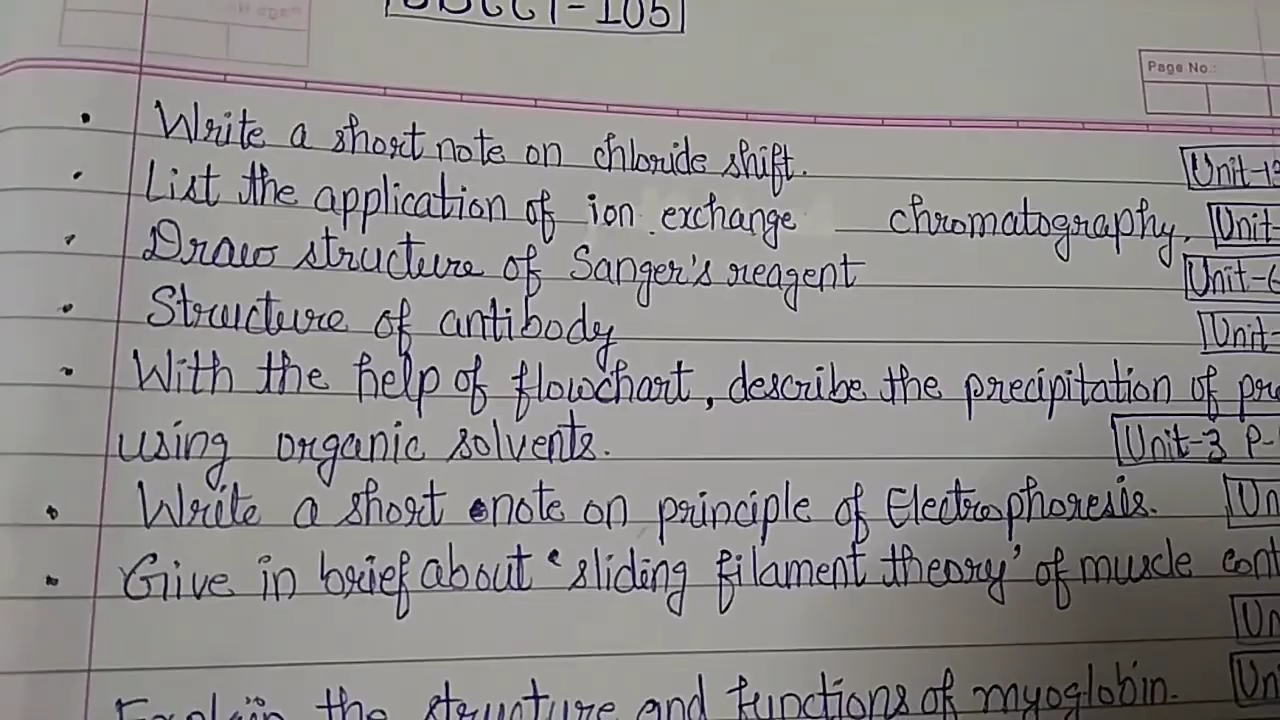 - 105
Page No.:
• Write a short note on chloride shift.
Unit-13
• List the application of ion exchange chromatography. Unit-
• Draw structure of Sanger's reagent
Unit-6
• Structure of antibody
Unit-
• With the help of flowchart, describe the precipitation of
using organic solvents.
Unit-3 P-
• Write a short note on principle of Electrophoresis.
• Give in brief about 'sliding filament theory' of muscle
Explain the structure and functions of myoglobin.